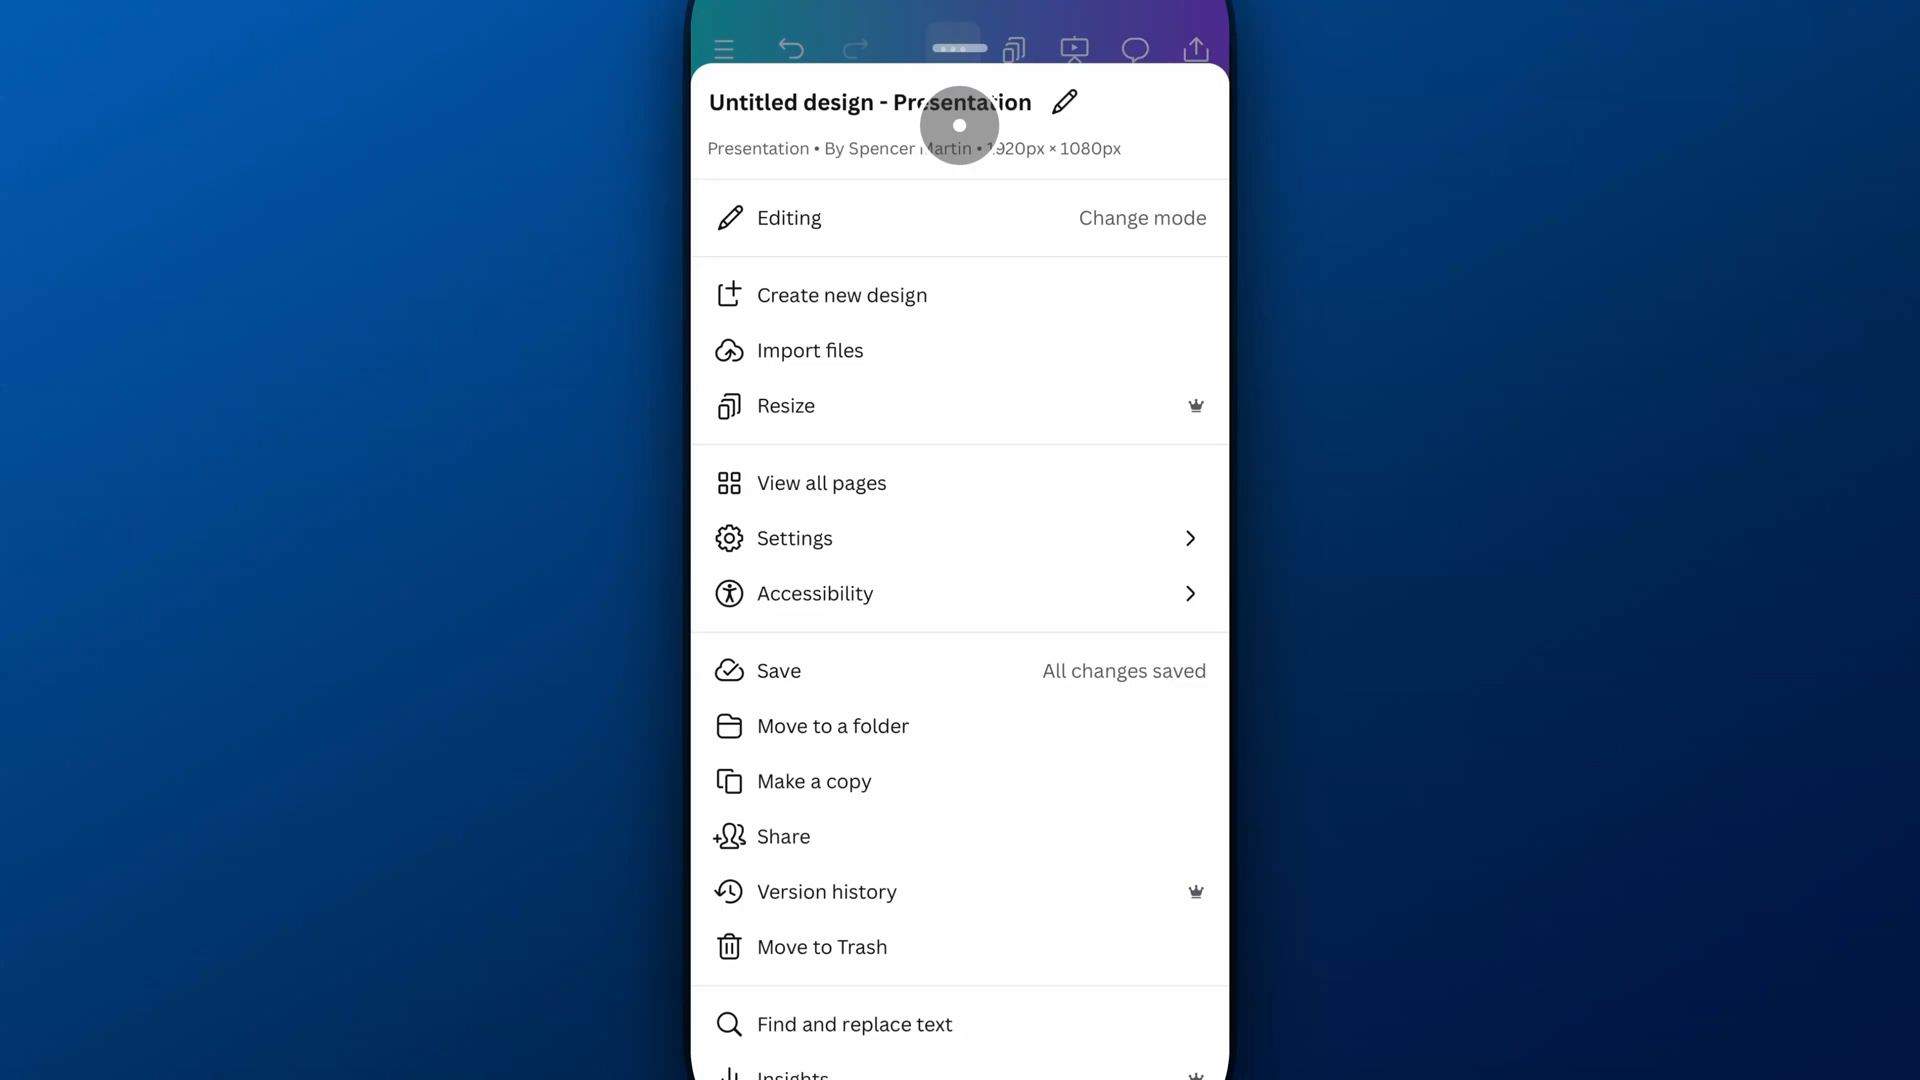 Untitled design - Presentation
Presentation • By Spencer Martin • 1920px × 1080px
Editing Change mode
Create new design
Import files
Resize
View all pages
Settings
Accessibility
Save All changes saved
Move to a folder
Make a copy
Share
Version history
Move to Trash
Find and replace text
Insights